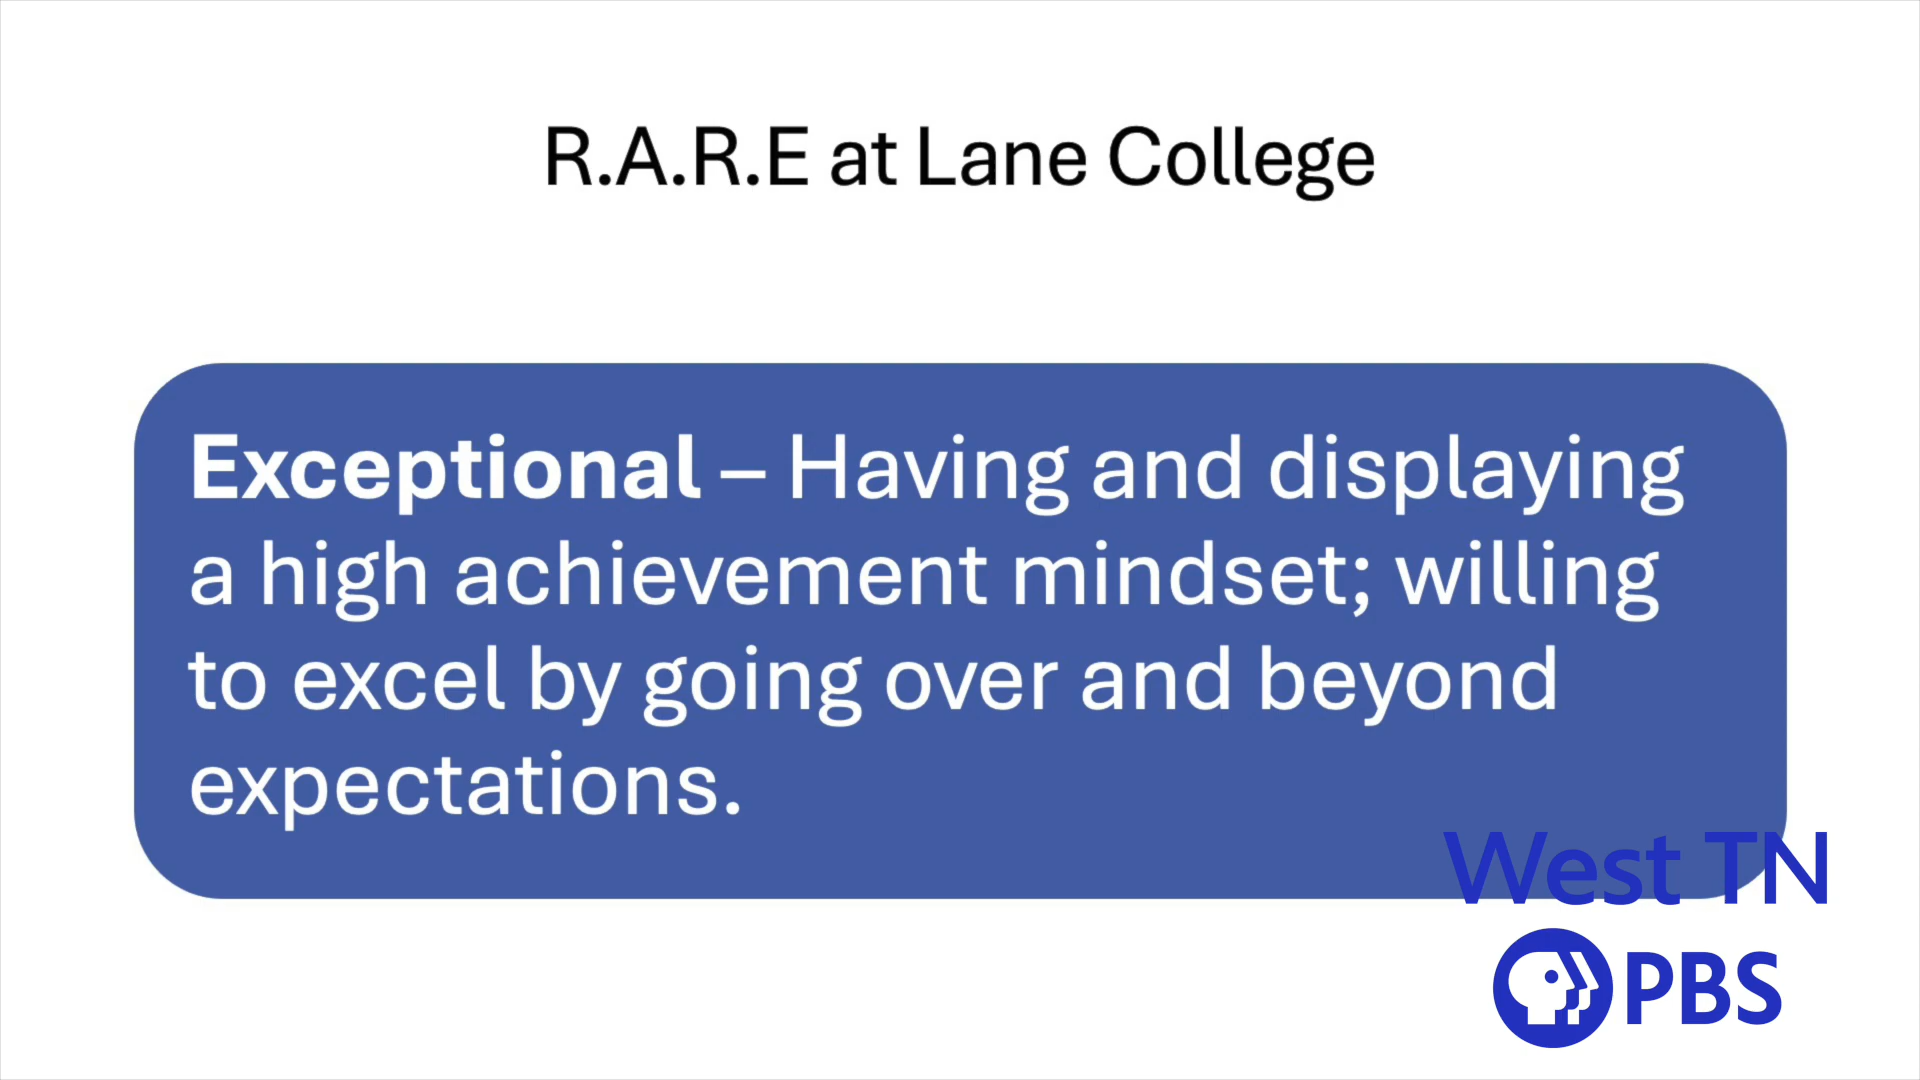 R.A.R.E at Lane College
Exceptional – Having and displaying
a high achievement mindset; willing
to excel by going over and beyond
expectations.
West TN
PBS